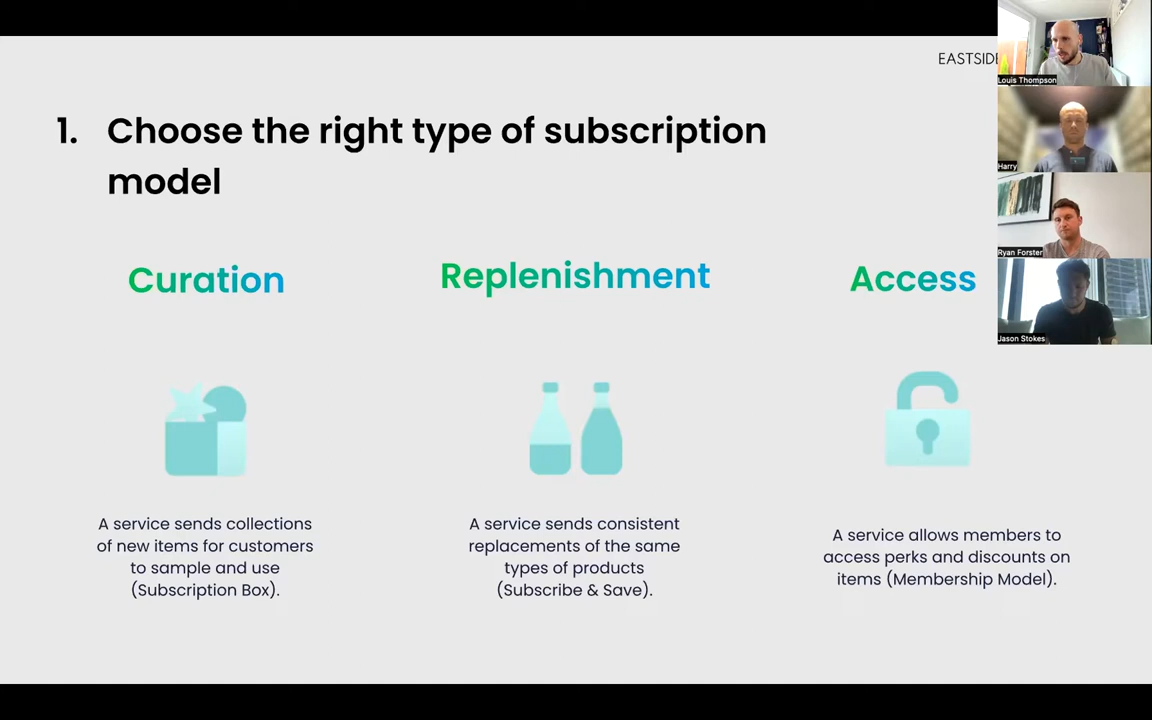 EASTSIDE
1. Choose the right type of subscription
model
Curation
Replenishment
Access
A service sends collections
of new items for customers
to sample and use
(Subscription Box).
A service sends consistent
replacements of the same
types of products
(Subscribe & Save).
A service allows members to
access perks and discounts on
items (Membership Model).
Louis Thompson
Harry
Ryan Forster
Jason Stokes